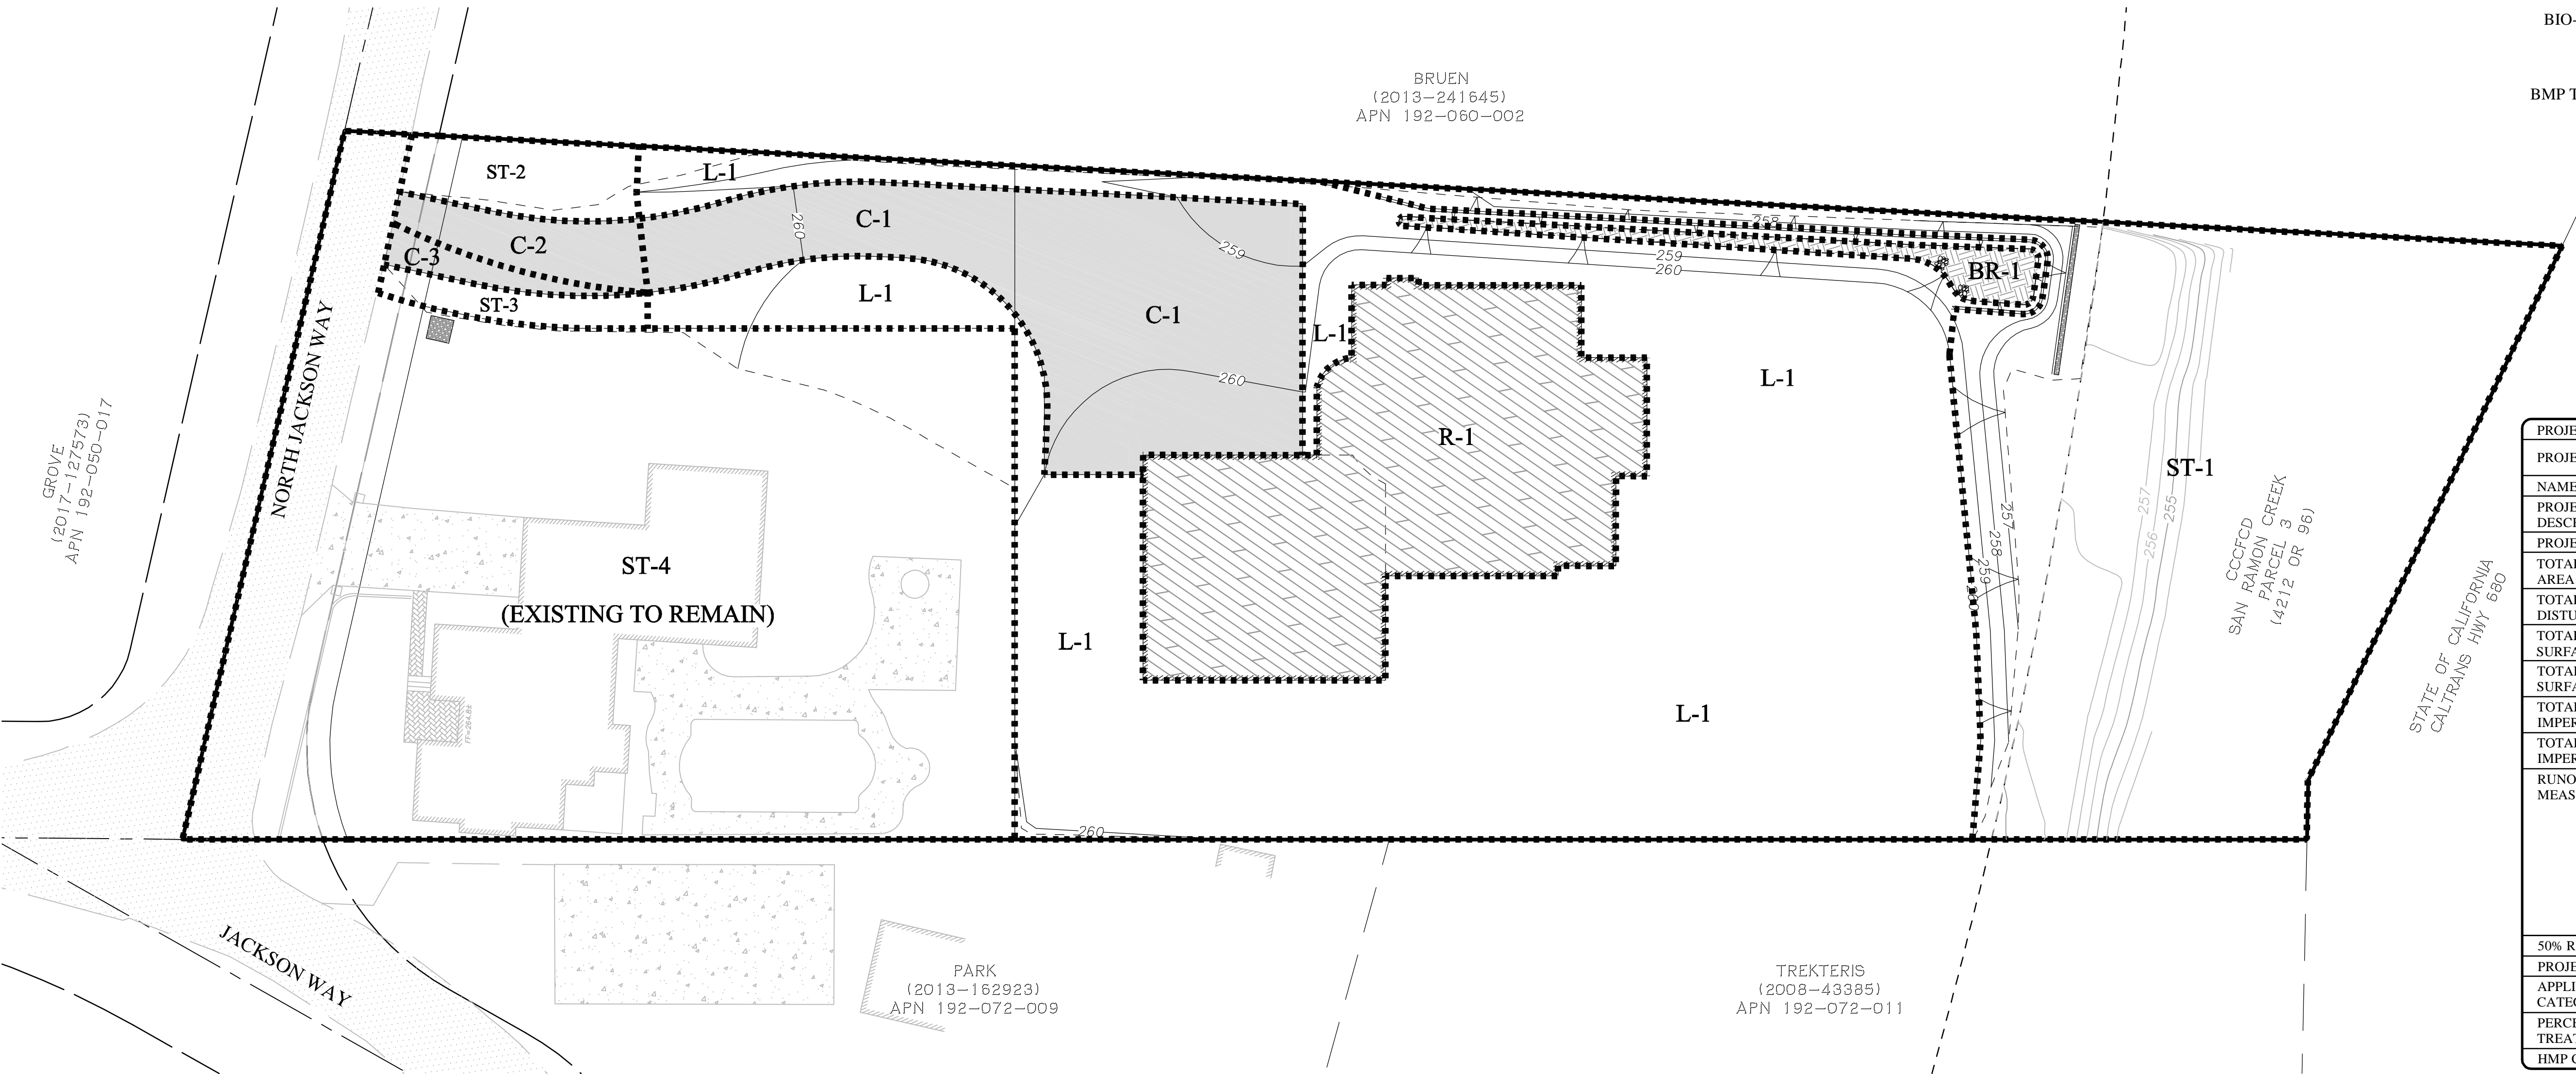 BIO-
BMP T
BRUEN
(2013-241645)
APN 192-060-002
ST-2
L-1
C-1
260
C-2
C-3
ST-3
L-1
259
258
259
260
BR-1
C-1
L-1
260
L-1
R-1
ST-1
GROVE
(2017-127573)
APN 192-050-017
NORTH JACKSON WAY
257
256
255
257
258
259
CCCFCD
SAN RAMON CREEK
PARCEL 3
(4212 OR 96)
STATE OF CALIFORNIA
CALTRANS HWY 680
ST-4
(EXISTING TO REMAIN)
L-1
L-1
260
JACKSON WAY
PARK
(2013-162923)
APN 192-072-009
TREKTERIS
(2008-43385)
APN 192-072-011
PROJE
PROJE
NAME
PROJE
DESCR
PROJE
TOTAL
AREA
TOTAL
DISTU
TOTAL
SURFA
TOTAL
SURFA
TOTAL
IMPER
TOTAL
IMPER
RUNO
MEAS
50% R
PROJE
APPLI
CATEG
PERCE
TREAT
HMP C